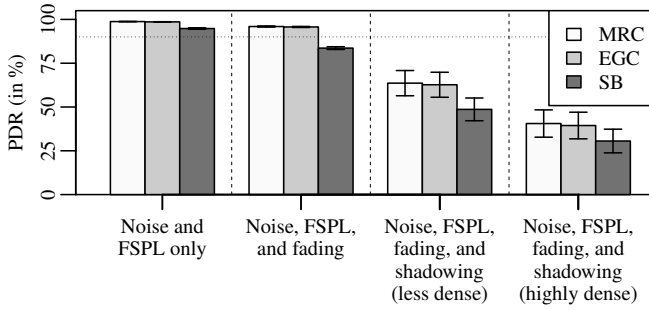 PDR (in %)
0
25
50
75
100
MRC
EGC
SB
Noise and
FSPL only
Noise, FSPL,
and fading
Noise, FSPL,
fading, and
shadowing
(less dense)
Noise, FSPL,
fading, and
shadowing
(highly dense)